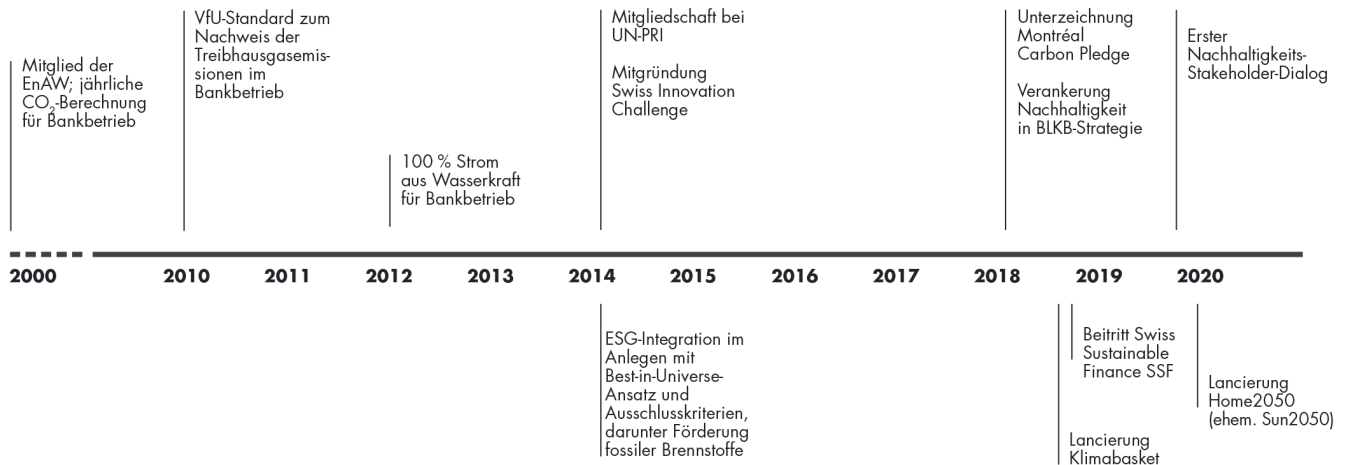 Mitglied der
EnAW; jährliche
CO₂-Berechnung
für Bankbetrieb
VfU-Standard zum
Nachweis der
Treibhausgasemis-
sionen im
Bankbetrieb
100 % Strom
aus Wasserkraft
für Bankbetrieb
Mitgliedschaft bei
UN-PRI
Mitgründung
Swiss Innovation
Challenge
Unterzeichnung
Montréal
Carbon Pledge
Verankerung
Nachhaltigkeit
in BLKB-Strategie
Erster
Nachhaltigkeits-
Stakeholder-Dialog
2000 2010 2011 2012 2013 2014 2015 2016 2017 2018 2019 2020
ESG-Integration im
Anlegen mit
Best-in-Universe-
Ansatz und
Ausschlusskriterien,
darunter Förderung
fossiler Brennstoffe
Lancierung
Klimabasket
Beitritt Swiss
Sustainable
Finance SSF
Lancierung
Home2050
(ehem. Sun2050)